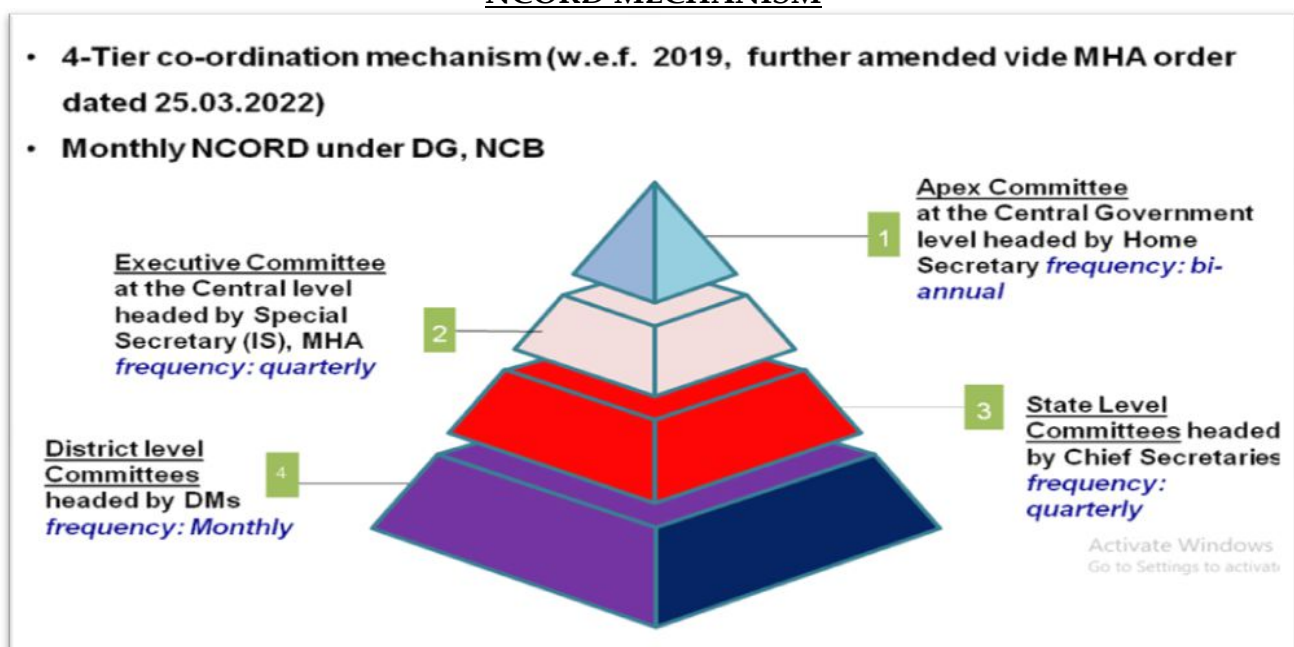 NCORD MECHANISM
• 4-Tier co-ordination mechanism (w.e.f. 2019, further amended vide MHA order
dated 25.03.2022)
• Monthly NCORD under DG, NCB
1
Apex Committee
at the Central Government
level headed by Home
Secretary frequency: bi-
annual
Executive Committee
at the Central level
headed by Special
Secretary (IS), MHA
frequency: quarterly
2
3
State Level
Committees headed
by Chief Secretaries
frequency:
quarterly
District level
Committees
headed by DMs
frequency: Monthly
4
Activate Windows
Go to Settings to activate